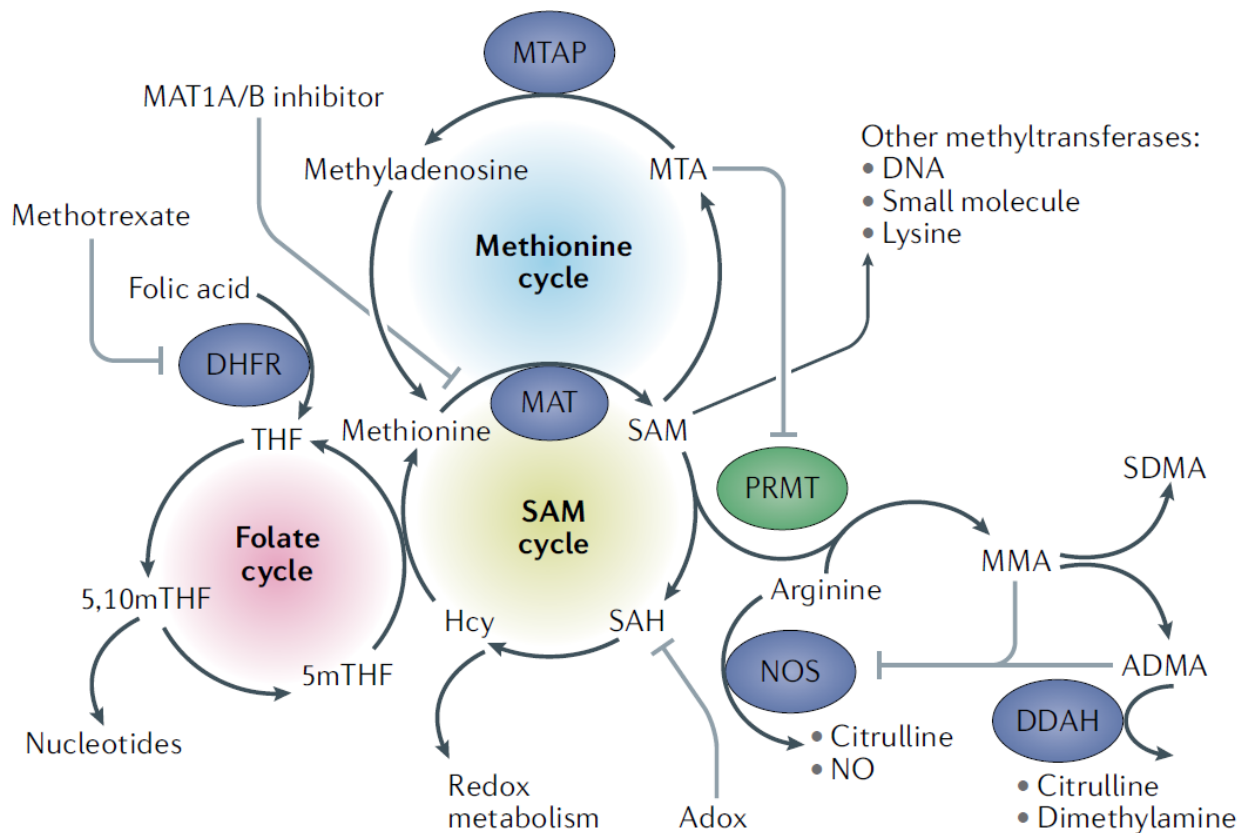 MTAP
MAT1A/B inhibitor
Other methyltransferases:
• DNA
• Small molecule
• Lysine
Methyladenosine
MTA
Methotrexate
Methionine
cycle
Folic acid
DHFR
MAT
THF
Methionine
SAM
PRMT
SDMA
Folate
cycle
SAM
cycle
MMA
5,10mTHF
Arginine
Hcy
SAH
5mTHF
NOS
ADMA
DDAH
Nucleotides
• Citrulline
• NO
Redox
metabolism
Adox
• Citrulline
• Dimethylamine